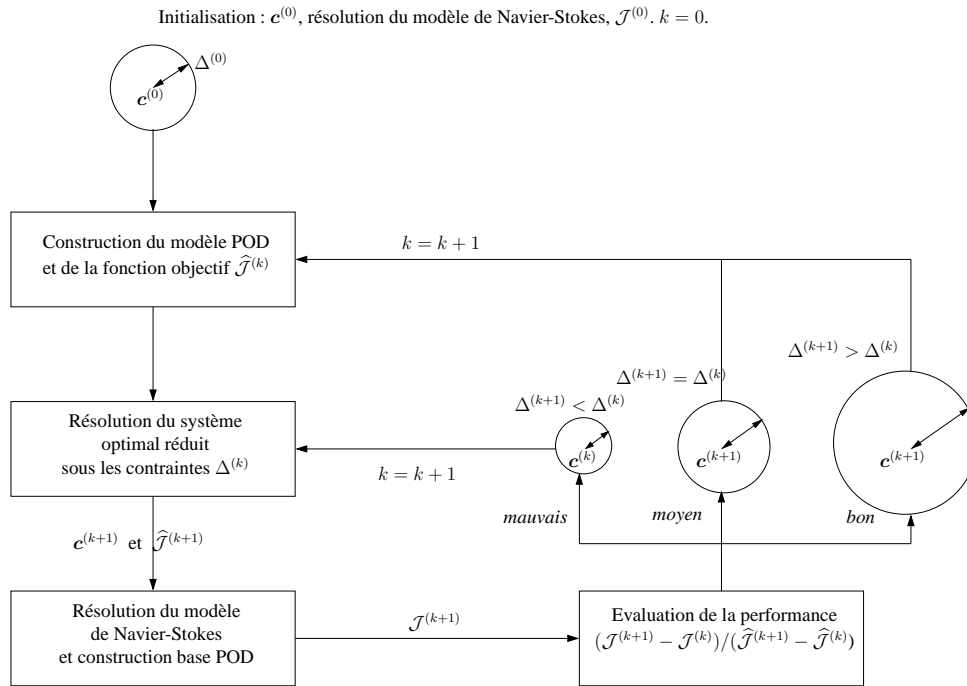 Initialisation : c^(0), résolution du modèle de Navier-Stokes, 𝒥^(0). k = 0.
Δ^(0)
c^(0)
Construction du modèle POD
et de la fonction objectif 𝒥̂^(k)
k = k + 1
Δ^(k+1) > Δ^(k)
Δ^(k+1) = Δ^(k)
Δ^(k+1) < Δ^(k)
Résolution du système
optimal réduit
sous les contraintes Δ^(k)
k = k + 1
c^(k)
c^(k+1)
c^(k+1)
mauvais
moyen
bon
c^(k+1) et 𝒥̂^(k+1)
Résolution du modèle
de Navier-Stokes
et construction base POD
𝒥^(k+1)
Evaluation de la performance
(𝒥^(k+1) − 𝒥^(k))/(𝒥̂^(k+1) − 𝒥̂^(k))